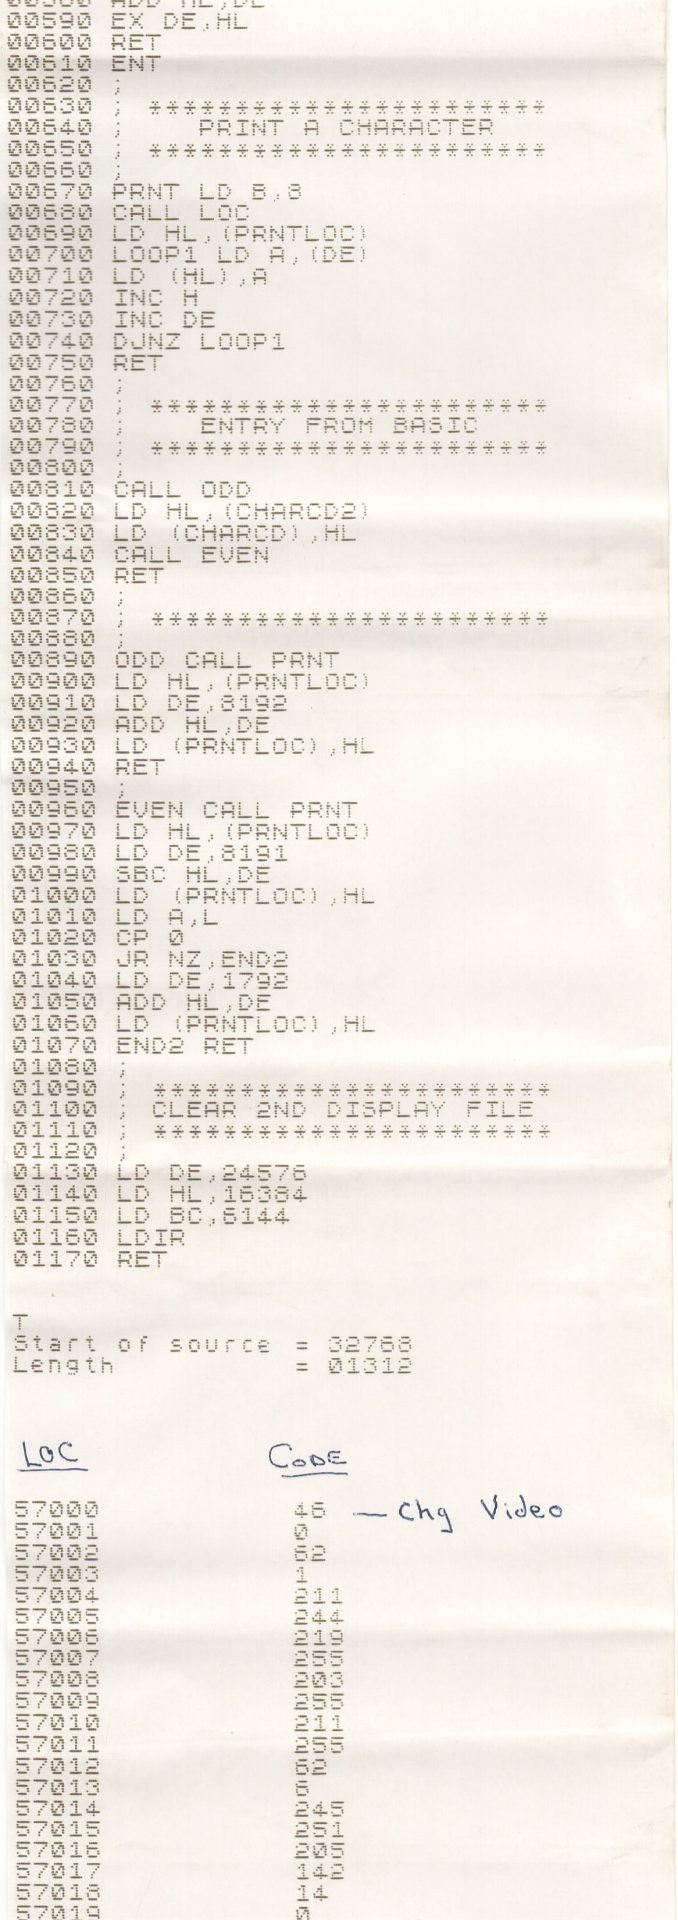 00580 ADD HL,DE
00590 EX DE,HL
00600 RET
00610 ENT
00620 ;
00630 ; **********************
00640 ; PRINT A CHARACTER
00650 ; **********************
00660 ;
00670 PRNT LD B,8
00680 CALL LOC
00690 LD HL,(PRNTLOC)
00700 LOOP1 LD A,(DE)
00710 LD (HL),A
00720 INC H
00730 INC DE
00740 DJNZ LOOP1
00750 RET
00760 ;
00770 ; **********************
00780 ; ENTRY FROM BASIC
00790 ; **********************
00800 ;
00810 CALL ODD
00820 LD HL,(CHARCD2)
00830 LD (CHARCD),HL
00840 CALL EVEN
00850 RET
00860 ;
00870 ; **********************
00880 ;
00890 ODD CALL PRNT
00900 LD HL,(PRNTLOC)
00910 LD DE,8192
00920 ADD HL,DE
00930 LD (PRNTLOC),HL
00940 RET
00950 ;
00960 EVEN CALL PRNT
00970 LD HL,(PRNTLOC)
00980 LD DE,8191
00990 SBC HL,DE
01000 LD (PRNTLOC),HL
01010 LD A,L
01020 CP 0
01030 JR NZ,END2
01040 LD DE,1792
01050 ADD HL,DE
01060 LD (PRNTLOC),HL
01070 END2 RET
01080 ;
01090 ; **********************
01100 ; CLEAR 2ND DISPLAY FILE
01110 ; **********************
01120 ;
01130 LD DE,24576
01140 LD HL,16384
01150 LD BC,6144
01160 LDIR
01170 RET
T
Start of source = 32768
Length = 01312
LOC CODE
57000 46 — Chg Video
57001 0
57002 62
57003 1
57004 211
57005 244
57006 219
57007 255
57008 203
57009 255
57010 211
57011 255
57012 62
57013 6
57014 245
57015 251
57016 205
57017 142
57018 14
57019 0